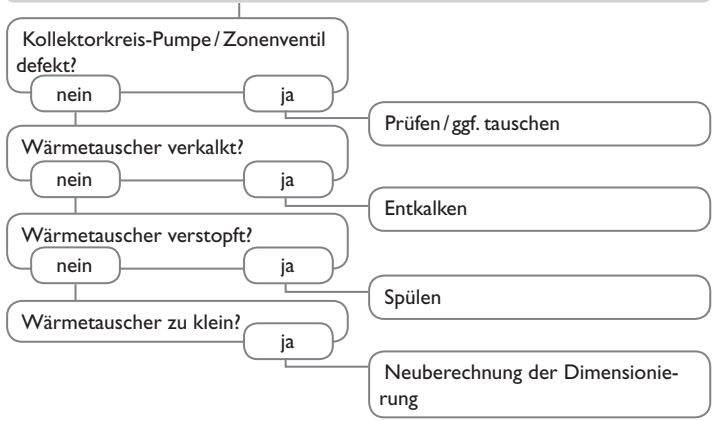 Kollektorkreis-Pumpe / Zonenventil
defekt?
nein
ja
Prüfen / ggf. tauschen
Wärmetauscher verkalkt?
nein
ja
Entkalken
Wärmetauscher verstopft?
nein
ja
Spülen
Wärmetauscher zu klein?
ja
Neuberechnung der Dimensionie-
rung